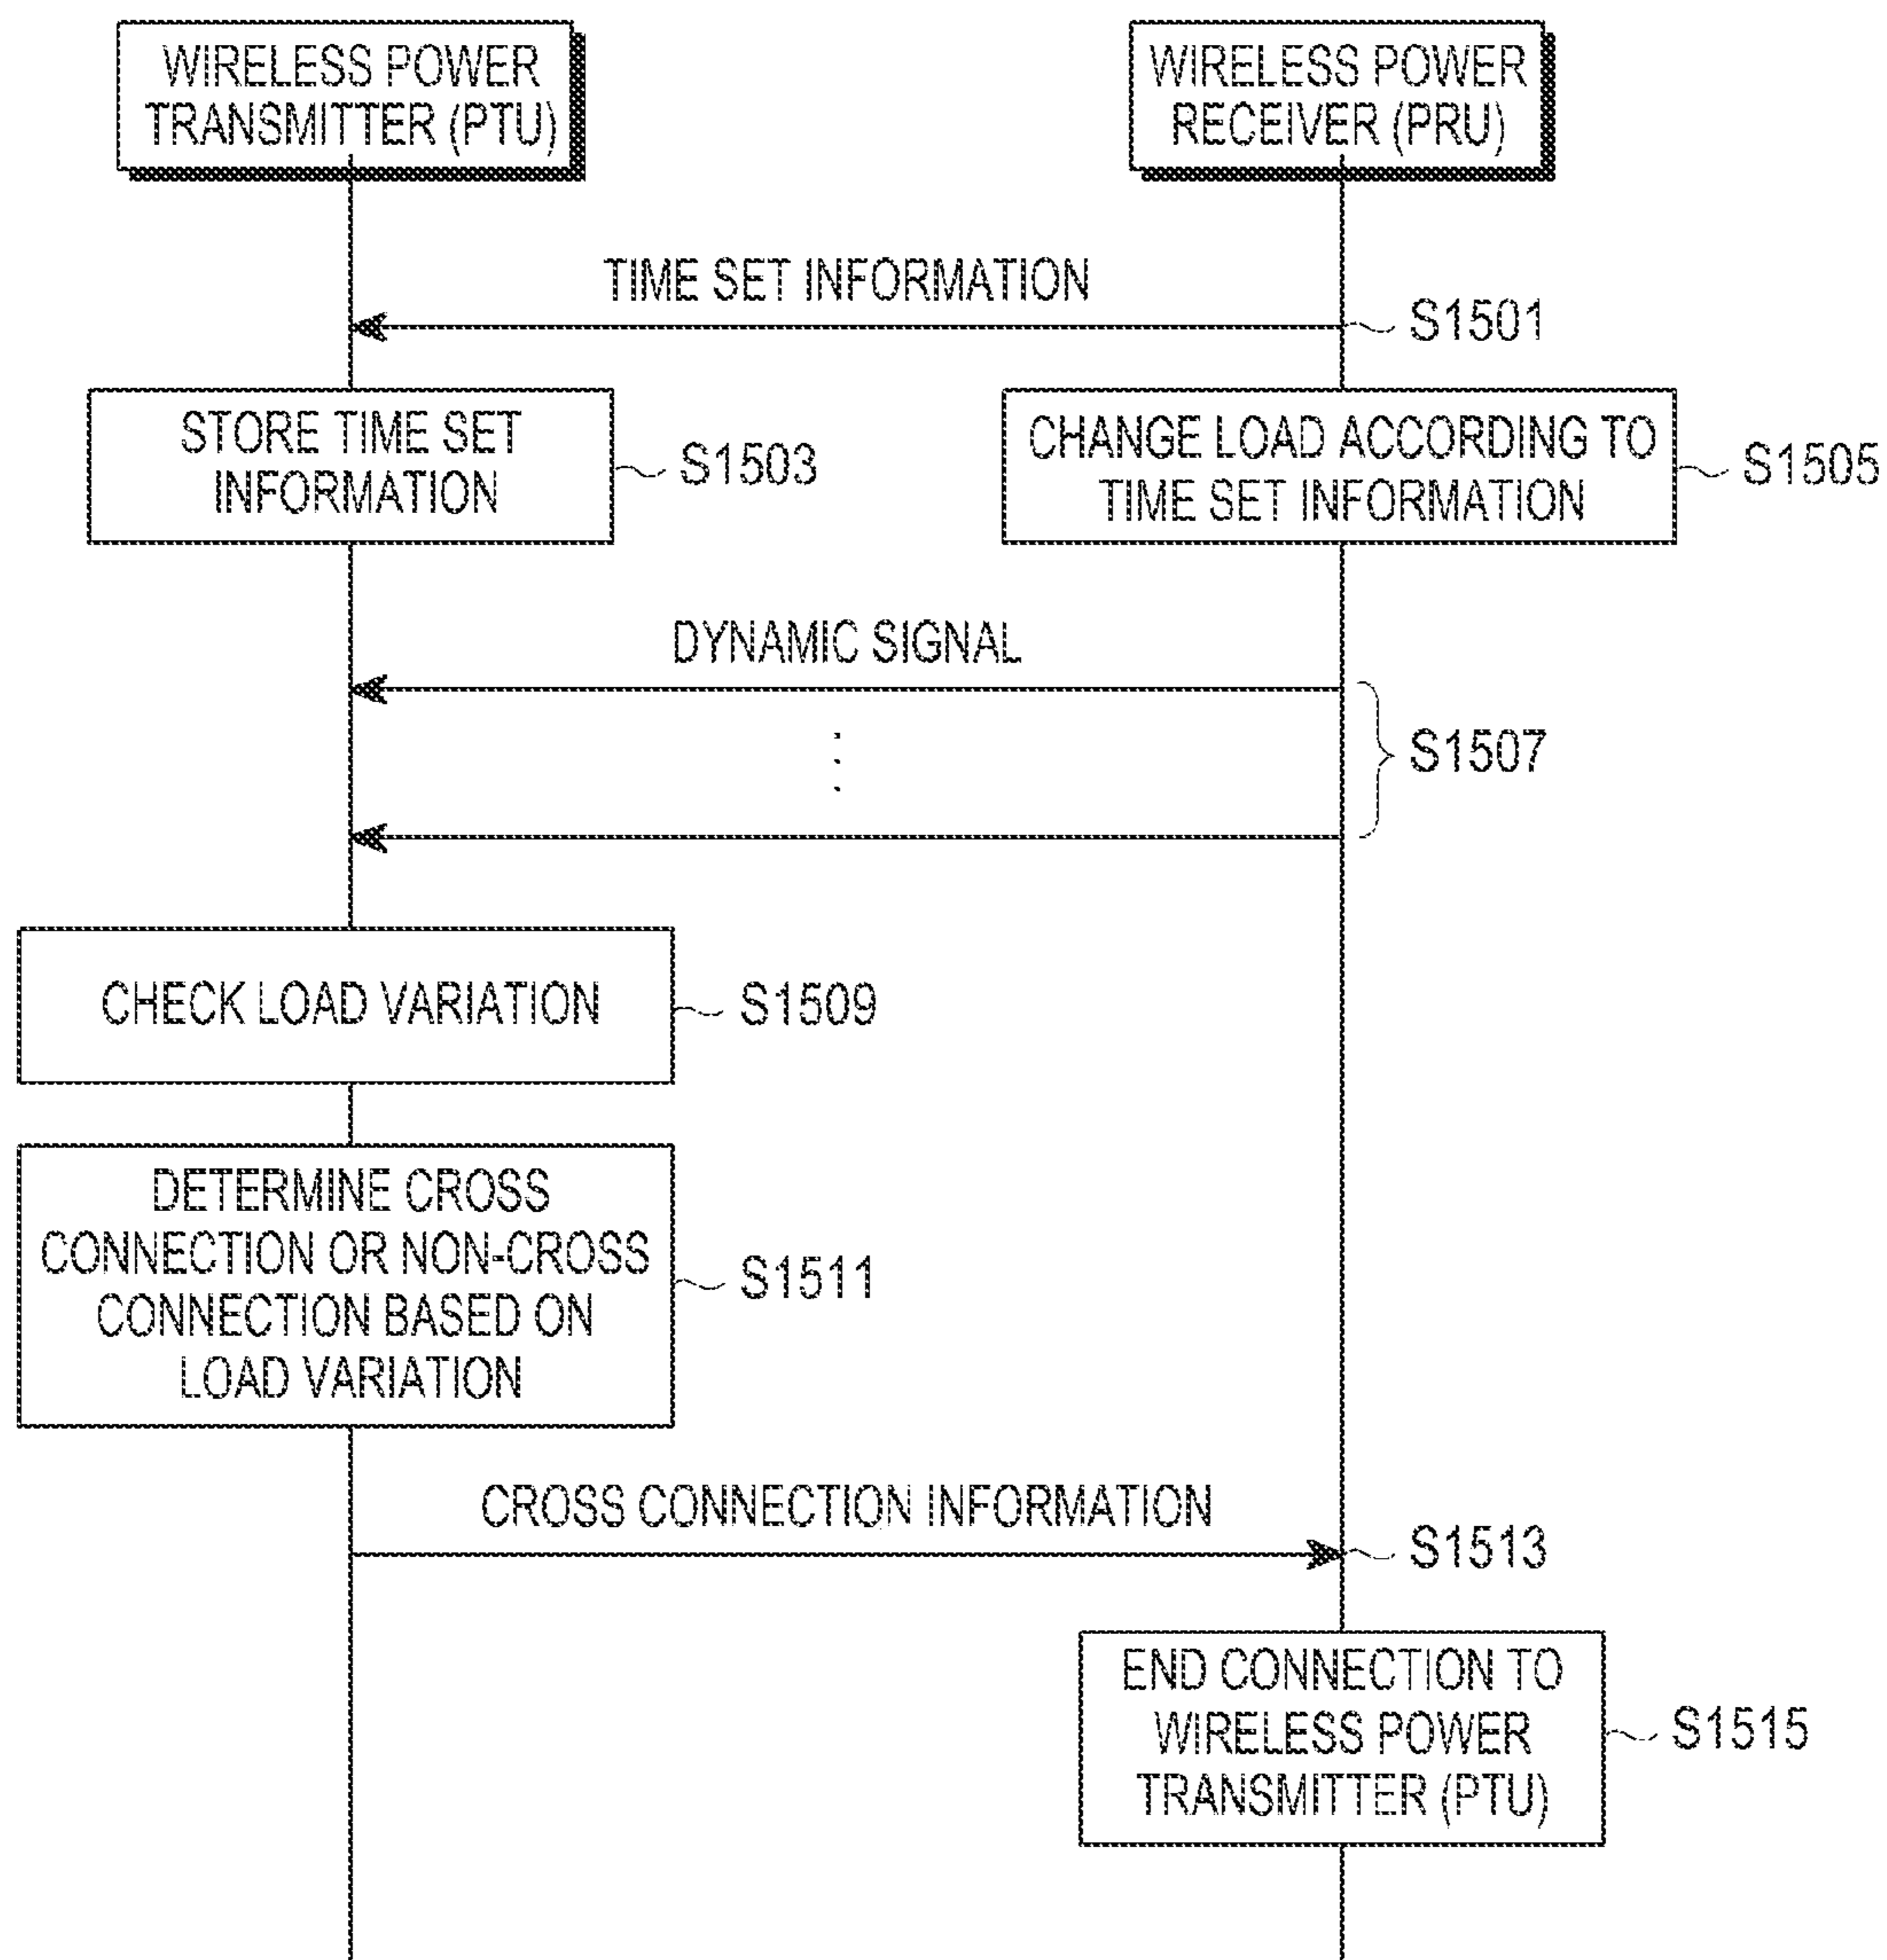 WIRELESS POWER
TRANSMITTER (PTU)
WIRELESS POWER
RECEIVER (PRU)
TIME SET INFORMATION
S1501
STORE TIME SET
INFORMATION
S1503
CHANGE LOAD ACCORDING TO
TIME SET INFORMATION
S1505
DYNAMIC SIGNAL
S1507
CHECK LOAD VARIATION
S1509
DETERMINE CROSS
CONNECTION OR NON-CROSS
CONNECTION BASED ON
LOAD VARIATION
S1511
CROSS CONNECTION INFORMATION
S1513
END CONNECTION TO
WIRELESS POWER
TRANSMITTER (PTU)
S1515